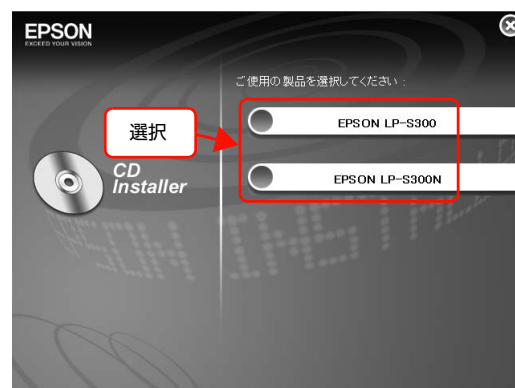 EPSON
EXCEED YOUR VISION
ご使用の製品を選択してください :
選択
EPSON LP-S300
EPSON LP-S300N
CD
Installer